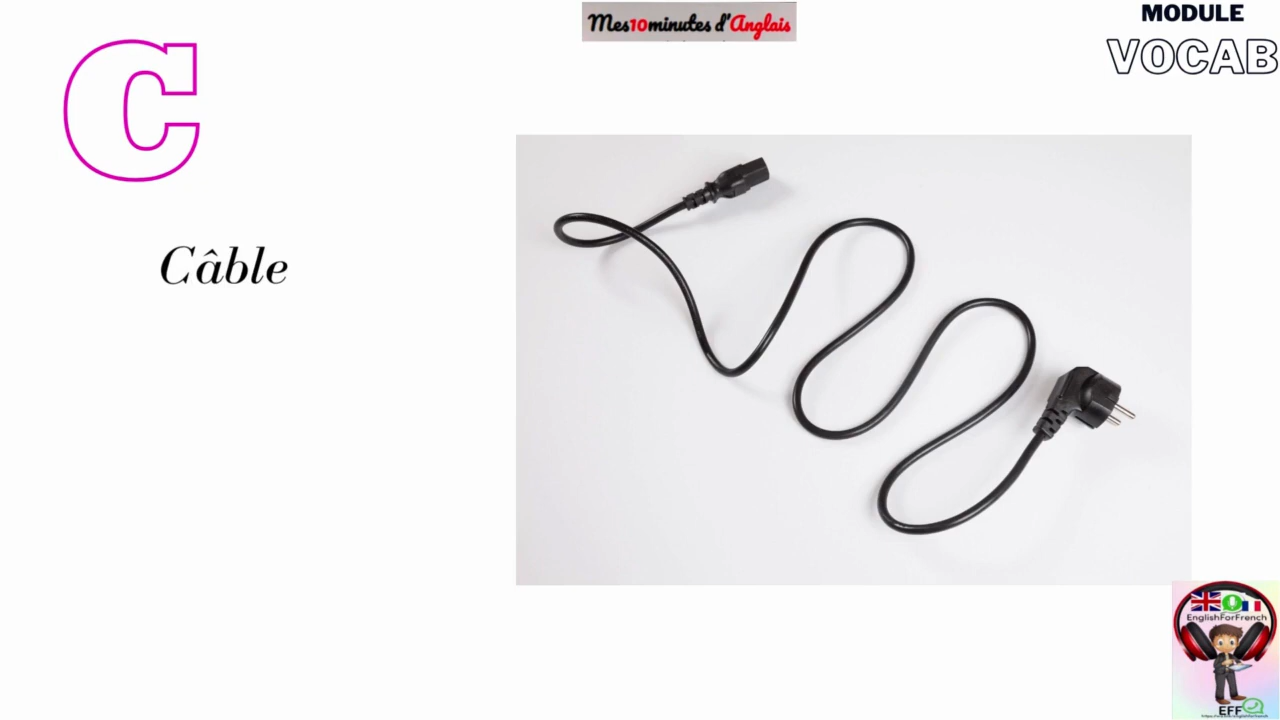 Mes10minutes d'Anglais
MODULE
VOCAB
C
Câble
EnglishForFrench
EFF